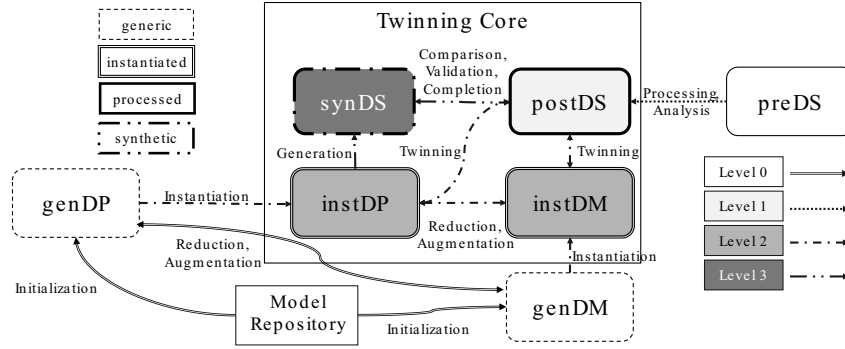 generic
instantiated
processed
synthetic
Twinning Core
synDS
Comparison,
Validation,
Completion
postDS
Processing,
Analysis
preDS
Generation
Twinning
Twinning
genDP
Instantiation
instDP
Reduction,
Augmentation
instDM
Level 0
Level 1
Level 2
Level 3
Reduction,
Augmentation
Instantiation
Initialization
Model
Repository
Initialization
genDM